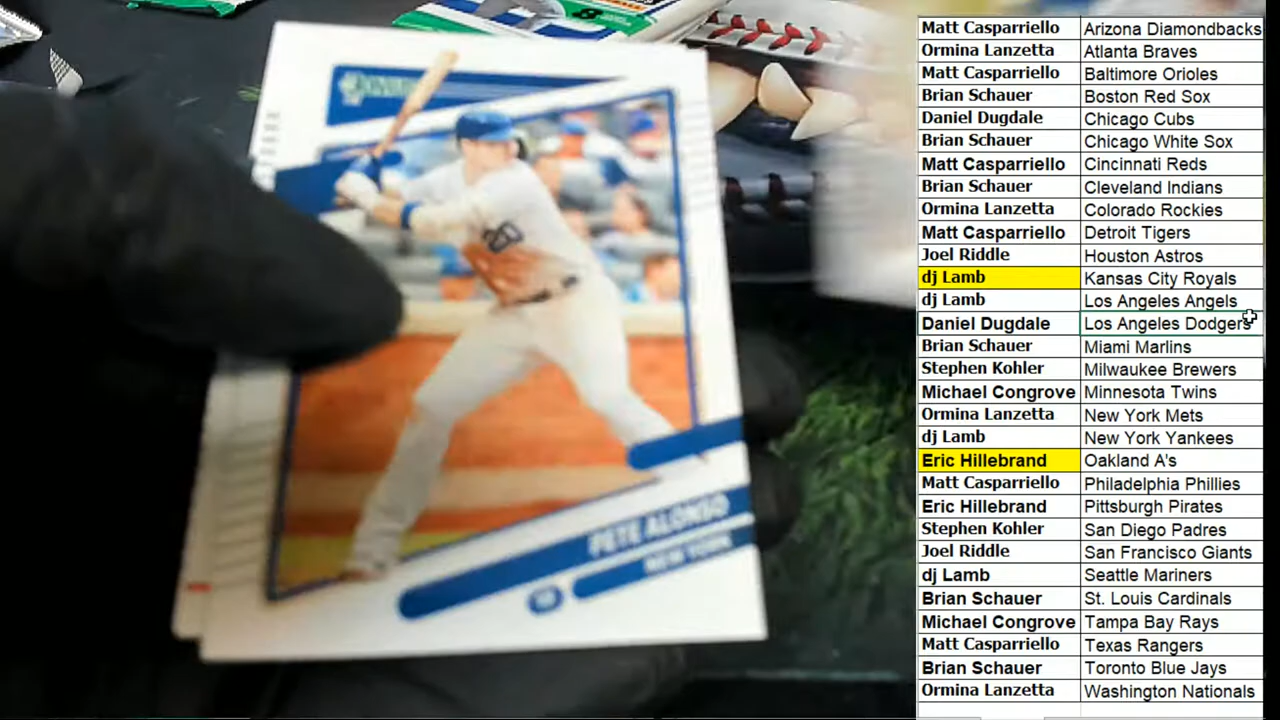 DONRUSS
20
PETE ALONSO
NEW YORK
8
Matt Casparriello Arizona Diamondbacks
Ormina Lanzetta Atlanta Braves
Matt Casparriello Baltimore Orioles
Brian Schauer Boston Red Sox
Daniel Dugdale Chicago Cubs
Brian Schauer Chicago White Sox
Matt Casparriello Cincinnati Reds
Brian Schauer Cleveland Indians
Ormina Lanzetta Colorado Rockies
Matt Casparriello Detroit Tigers
Joel Riddle Houston Astros
dj Lamb Kansas City Royals
dj Lamb Los Angeles Angels
Daniel Dugdale Los Angeles Dodgers
Brian Schauer Miami Marlins
Stephen Kohler Milwaukee Brewers
Michael Congrove Minnesota Twins
Ormina Lanzetta New York Mets
dj Lamb New York Yankees
Eric Hillebrand Oakland A's
Matt Casparriello Philadelphia Phillies
Eric Hillebrand Pittsburgh Pirates
Stephen Kohler San Diego Padres
Joel Riddle San Francisco Giants
dj Lamb Seattle Mariners
Brian Schauer St. Louis Cardinals
Michael Congrove Tampa Bay Rays
Matt Casparriello Texas Rangers
Brian Schauer Toronto Blue Jays
Ormina Lanzetta Washington Nationals